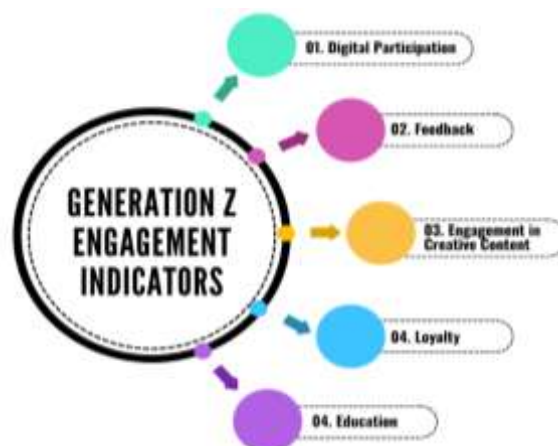 01. Digital Participation
02. Feedback
GENERATION Z
ENGAGEMENT
INDICATORS
03. Engagement in
Creative Content
04. Loyalty
04. Education